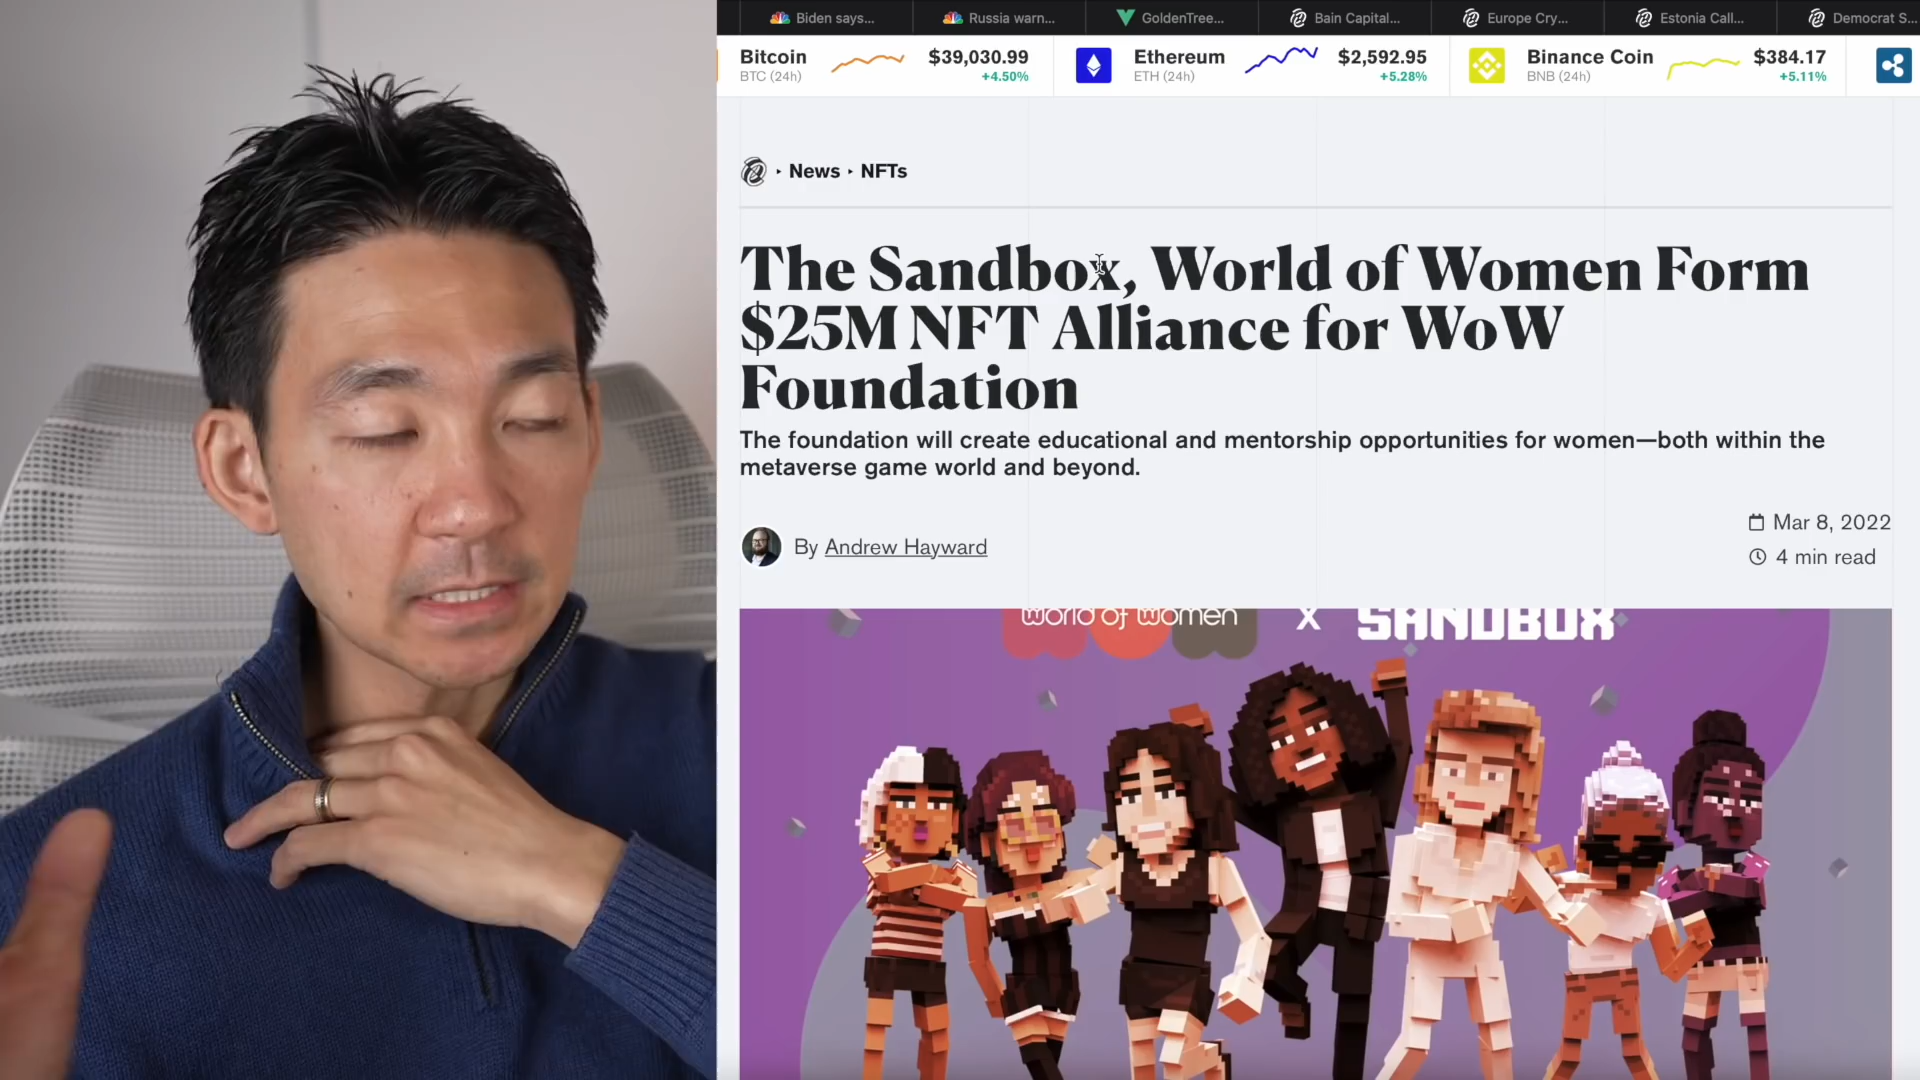 Biden says...
Russia warn...
GoldenTree...
Bain Capital...
Europe Cry...
Estonia Call...
Democrat S...
Bitcoin
BTC (24h)
$39,030.99
+4.50%
Ethereum
ETH (24h)
$2,592.95
+5.28%
Binance Coin
BNB (24h)
$384.17
+5.11%
News ‣ NFTs
The Sandbox, World of Women Form
$25M NFT Alliance for WoW
Foundation
The foundation will create educational and mentorship opportunities for women—both within the
metaverse game world and beyond.
By Andrew Hayward
Mar 8, 2022
4 min read
World of Women X SANDBOX